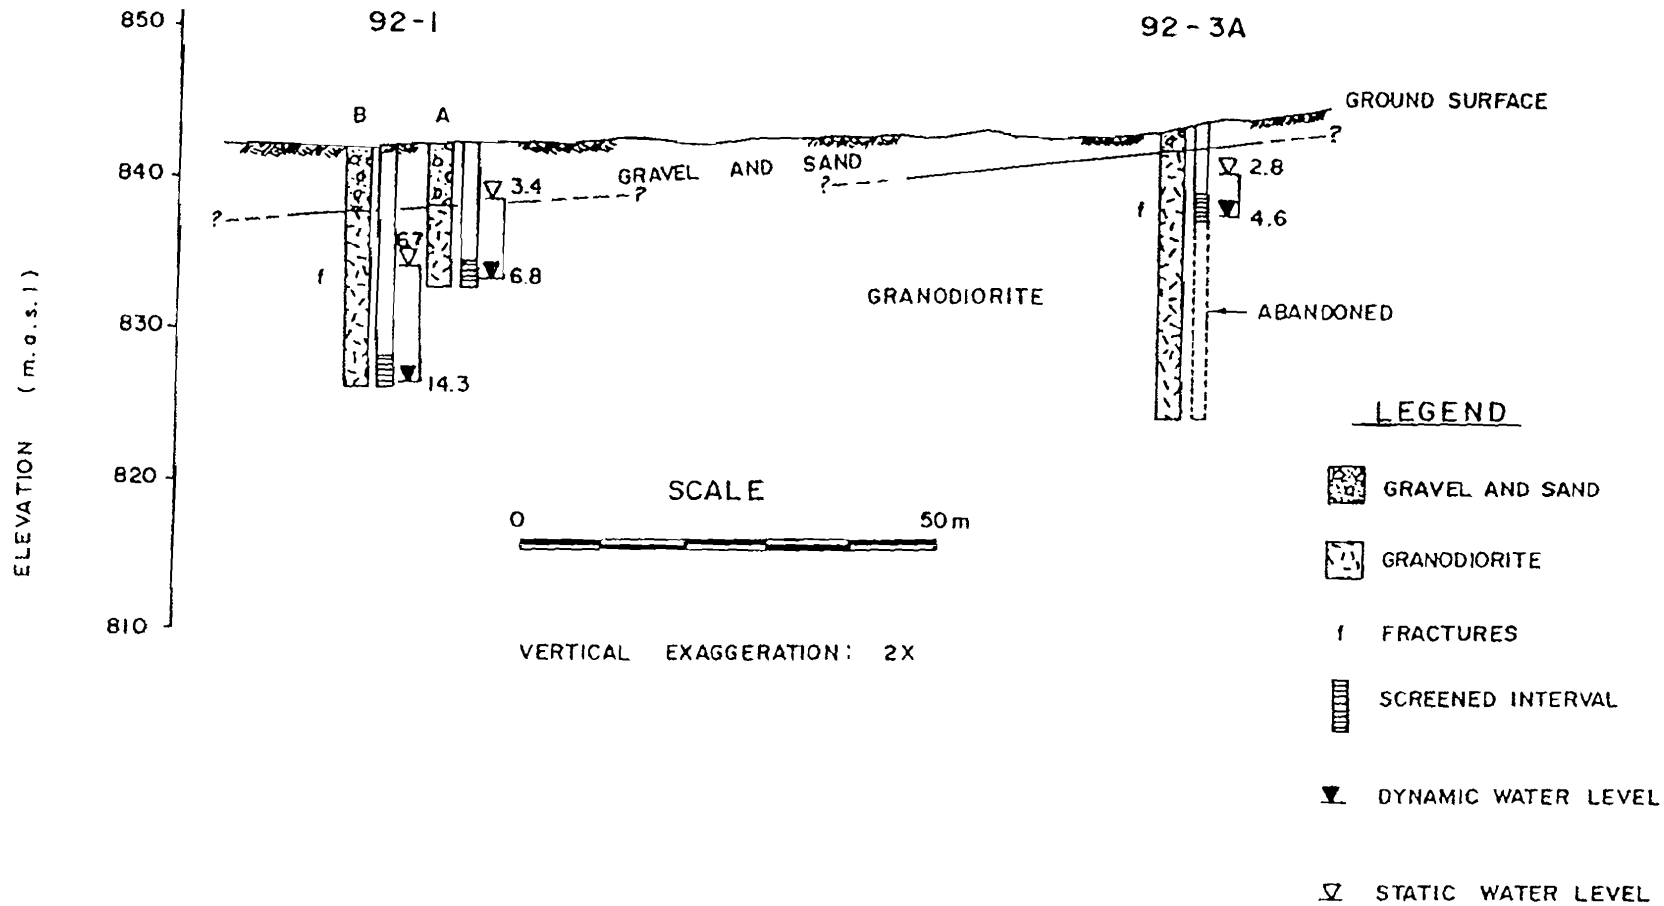 850
92-1
92-3A
B A
GROUND SURFACE
840
GRAVEL AND SAND
?
3.4
?
?
?
2.8
f
4.6
67
6.8
f
GRANODIORITE
830
ABANDONED
14.3
ELEVATION (m.a.s.l)
820
SCALE
0 50m
810
VERTICAL EXAGGERATION: 2X
LEGEND
GRAVEL AND SAND
GRANODIORITE
f FRACTURES
SCREENED INTERVAL
DYNAMIC WATER LEVEL
STATIC WATER LEVEL